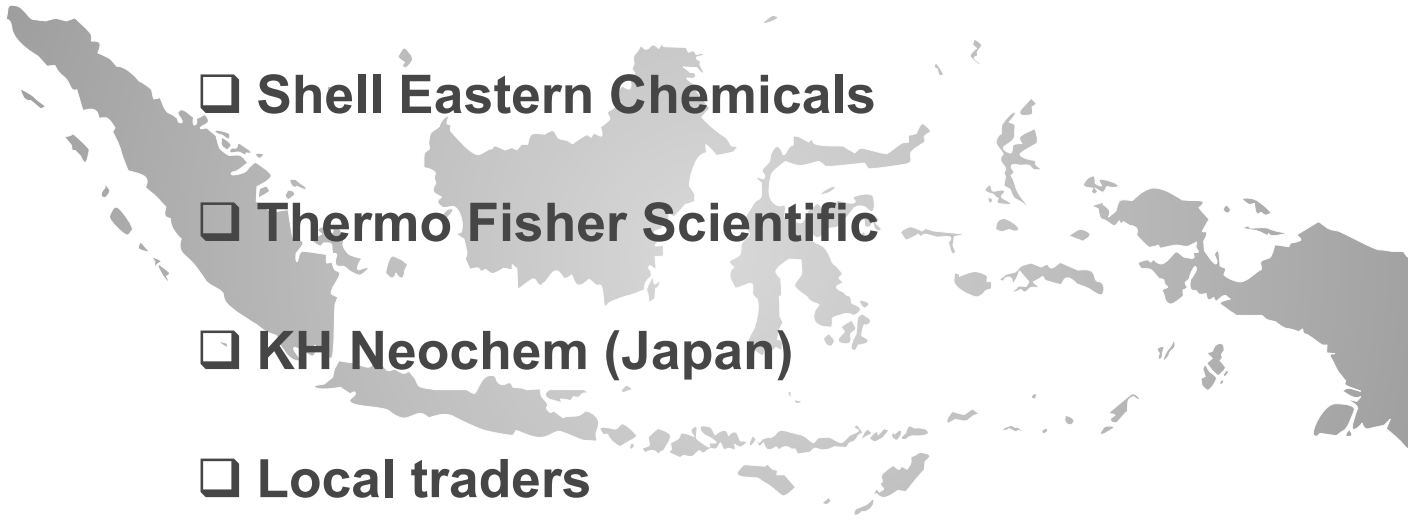 ❑ Shell Eastern Chemicals
❑ Thermo Fisher Scientific
❑ KH Neochem (Japan)
❑ Local traders